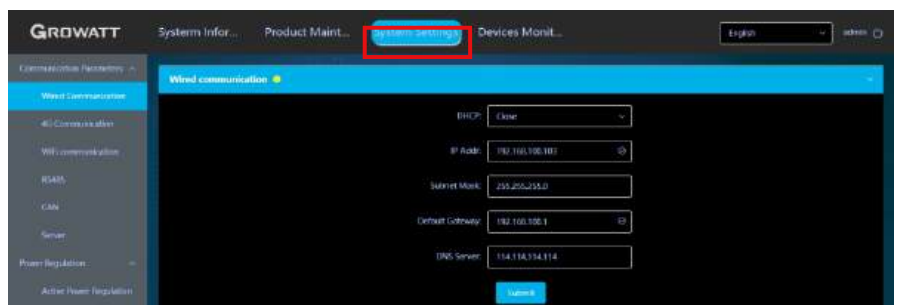 GROWATT
Systerm Infor... Product Maint... System Settings Devices Monit... English admin
Communication Parameters
Wired communication
Wired Communication
DHCP: Close
4G Communication
IP Addr: 192.168.100.103
WiFi communication
RS485
Subnet Mask: 255.255.255.0
CAN
Default Gateway: 192.168.100.1
Server
DNS Server: 114.114.114.114
Power Regulation
Active Power Regulation
Submit